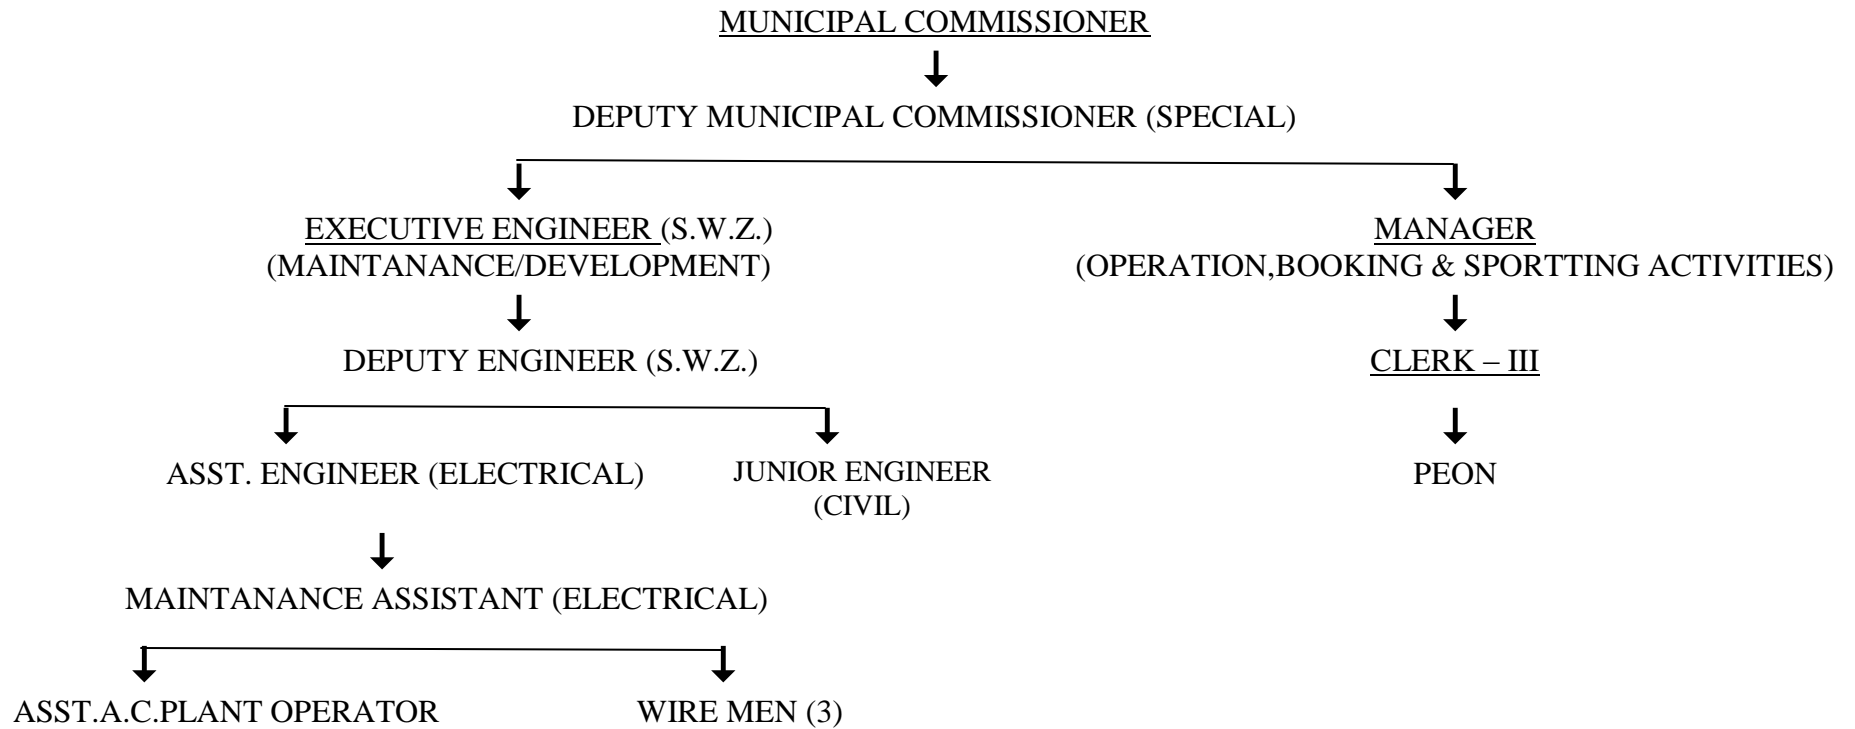 MUNICIPAL COMMISSIONER
DEPUTY MUNICIPAL COMMISSIONER (SPECIAL)
EXECUTIVE ENGINEER (S.W.Z.)
(MAINTANANCE/DEVELOPMENT)
MANAGER
(OPERATION,BOOKING & SPORTTING ACTIVITIES)
DEPUTY ENGINEER (S.W.Z.)
CLERK – III
ASST. ENGINEER (ELECTRICAL)
JUNIOR ENGINEER
(CIVIL)
PEON
MAINTANANCE ASSISTANT (ELECTRICAL)
ASST.A.C.PLANT OPERATOR
WIRE MEN (3)